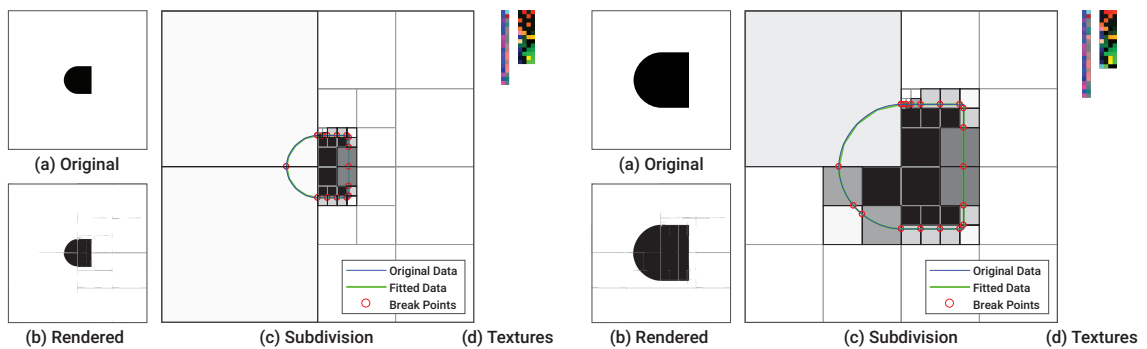 (a) Original
(b) Rendered
Original Data
Fitted Data
Break Points
(c) Subdivision
(d) Textures
(a) Original
(b) Rendered
Original Data
Fitted Data
Break Points
(c) Subdivision
(d) Textures